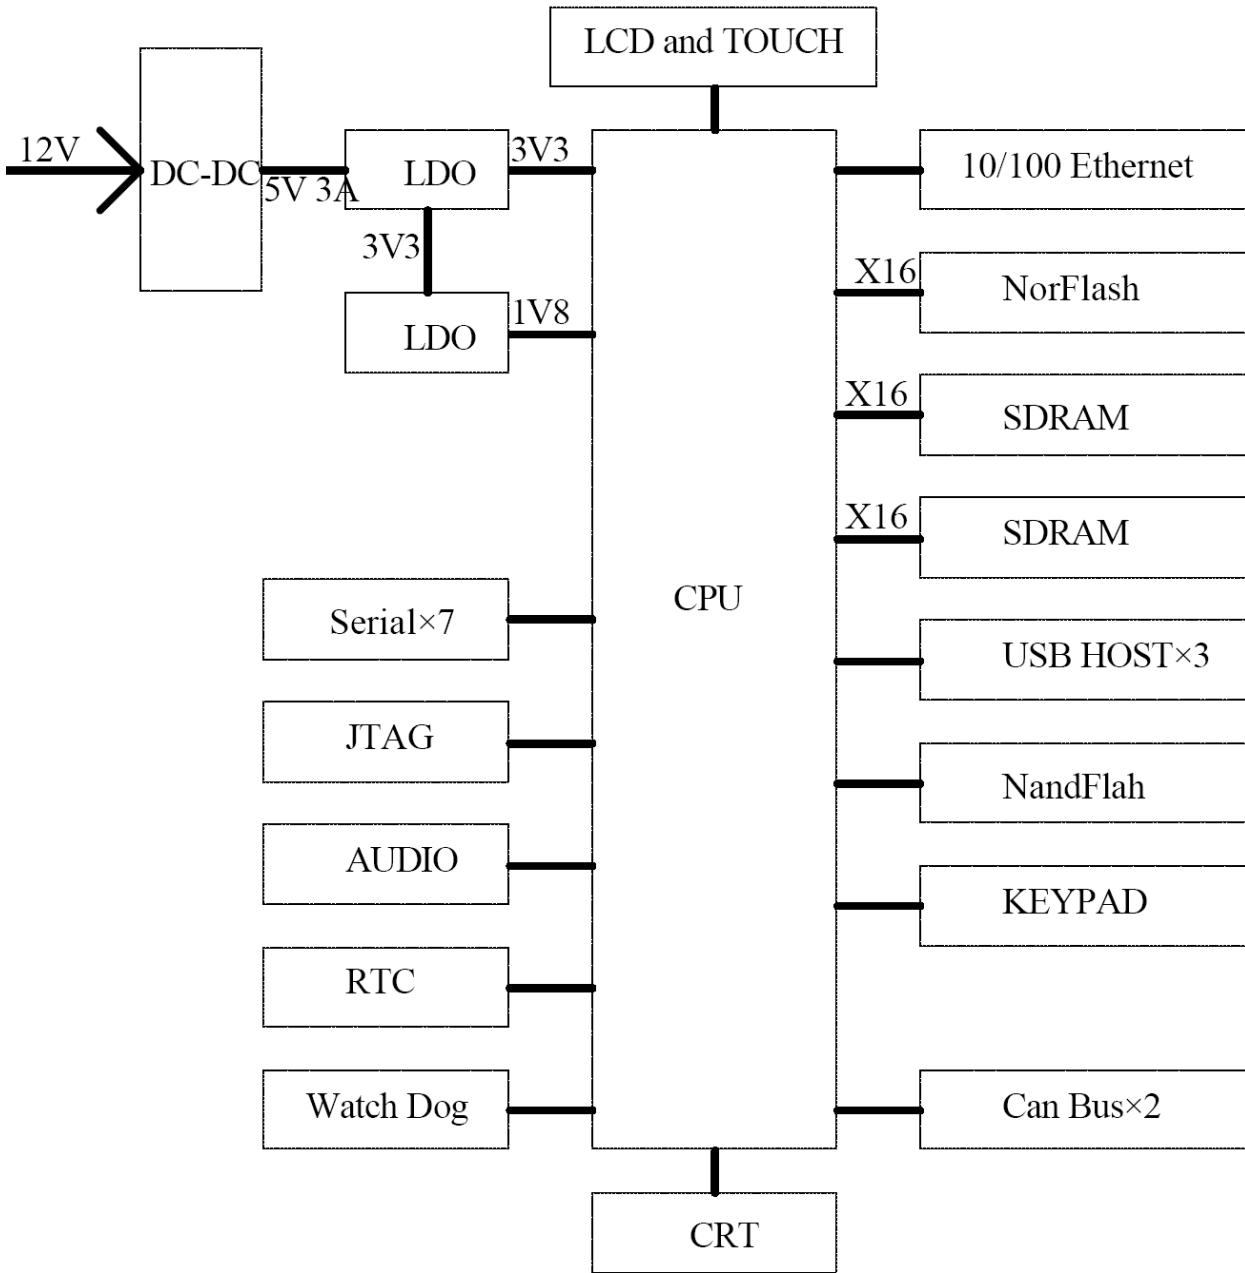 LCD and TOUCH
12V
DC-DC
5V 3A
LDO
3V3
10/100 Ethernet
3V3
X16
NorFlash
LDO
1V8
X16
SDRAM
X16
SDRAM
CPU
Serial×7
USB HOST×3
JTAG
NandFlah
AUDIO
KEYPAD
RTC
Watch Dog
Can Bus×2
CRT